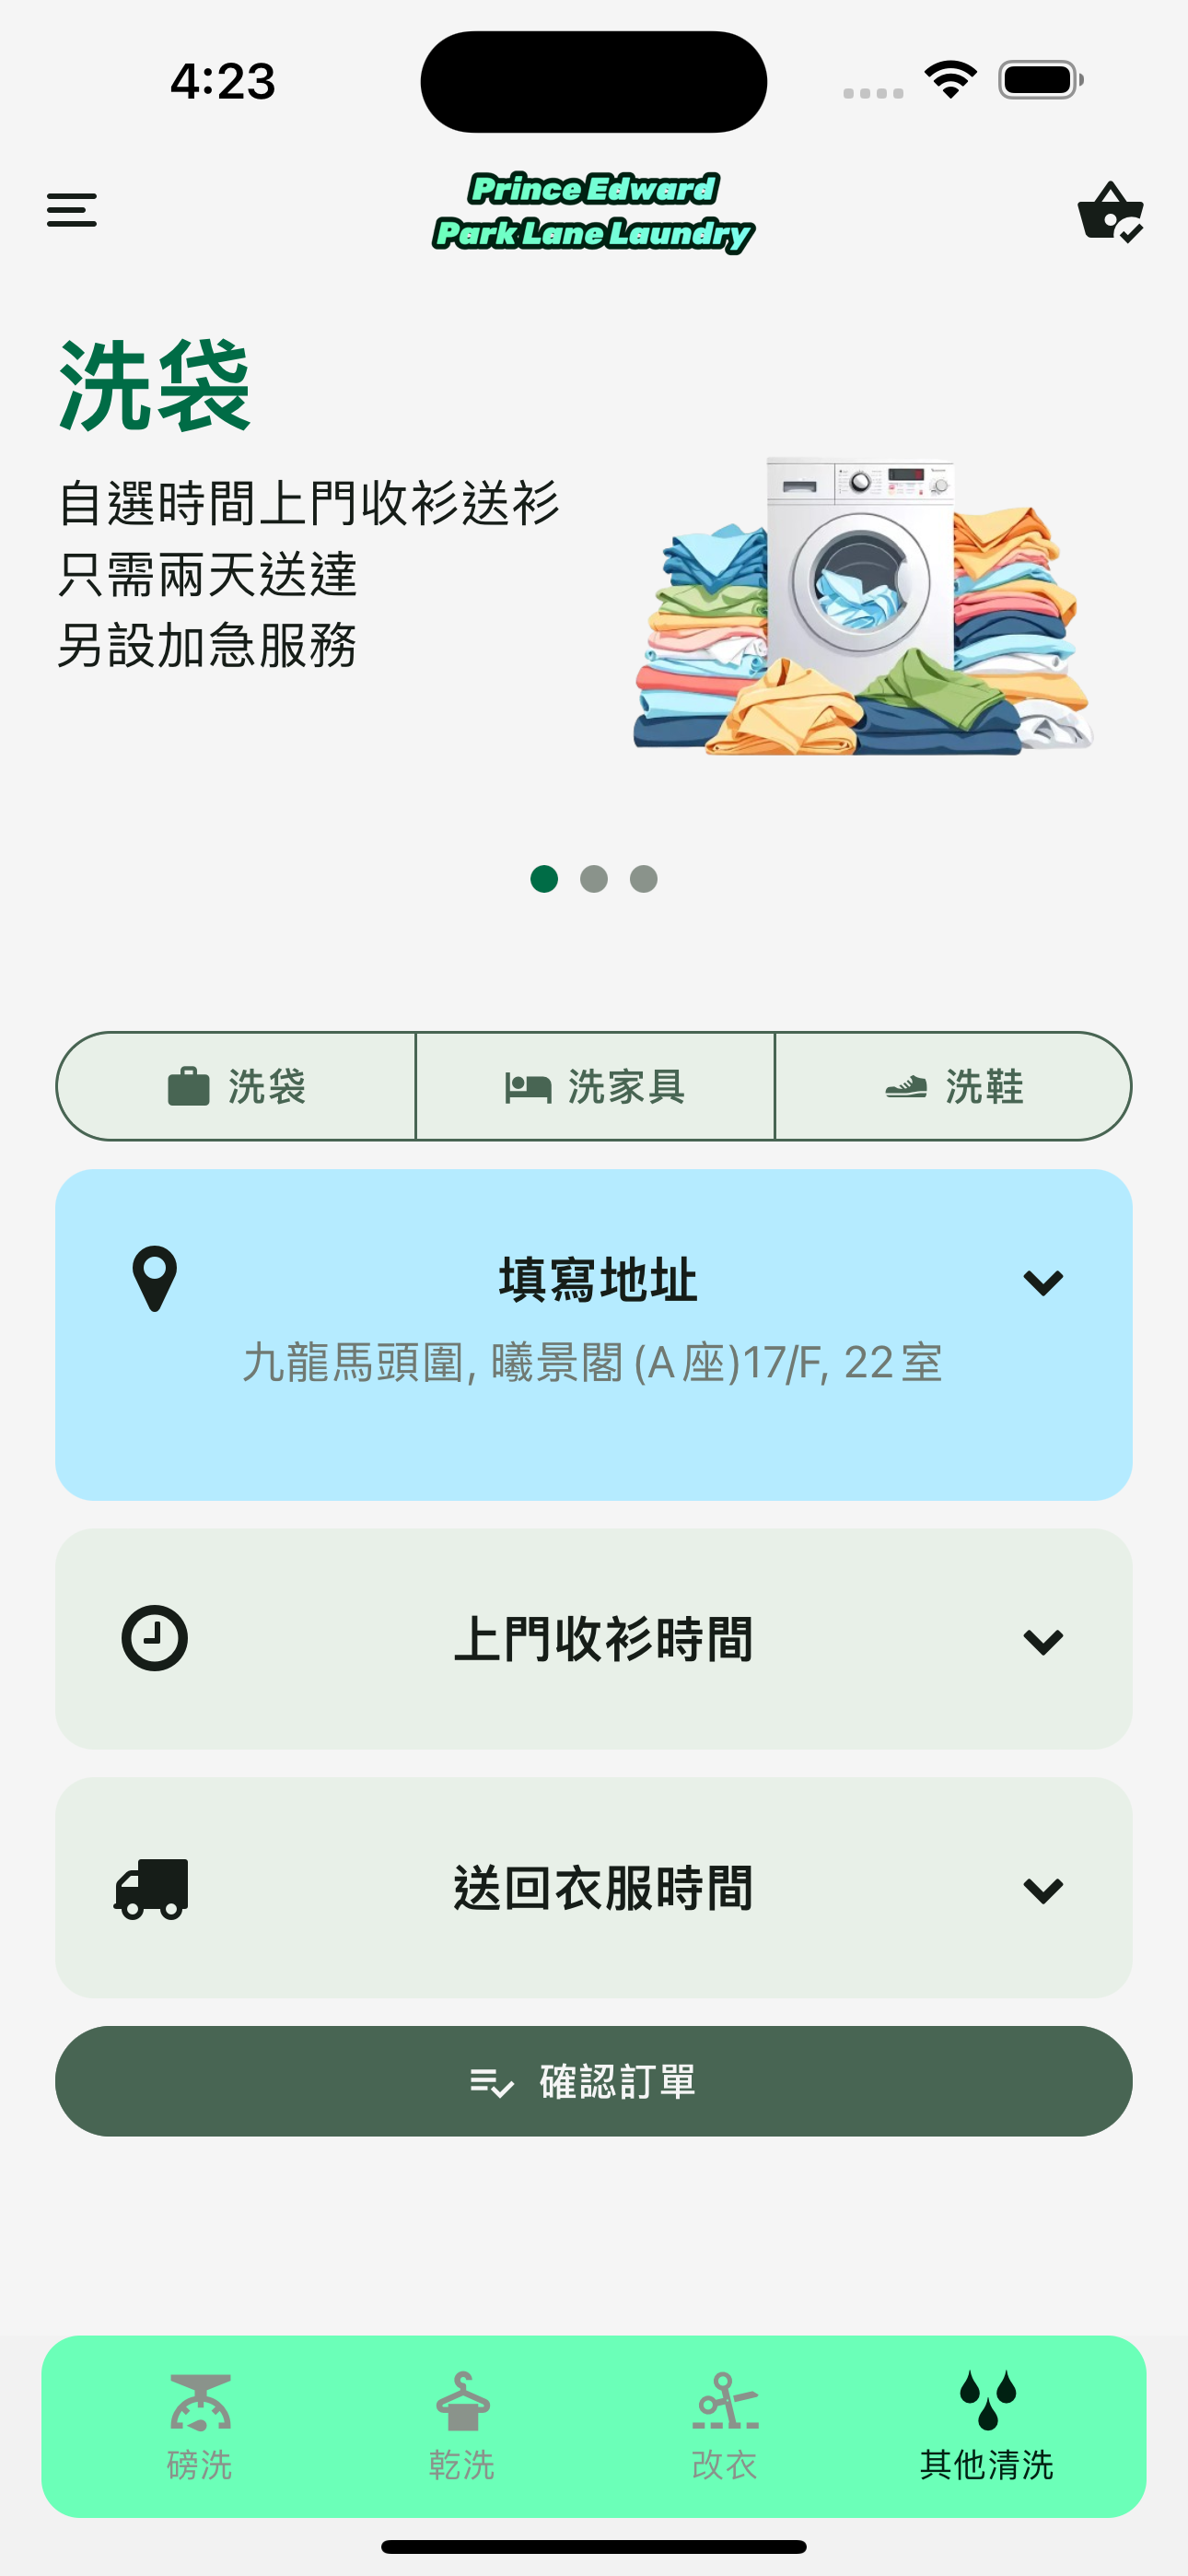 4:23
Prince Edward
Park Lane Laundry
洗袋
自選時間上門收衫送衫
只需兩天送達
另設加急服務
洗袋
洗家具
洗鞋
填寫地址
九龍馬頭圍, 曦景閣(A座)17/F, 22室
上門收衫時間
送回衣服時間
確認訂單
磅洗
乾洗
改衣
其他清洗